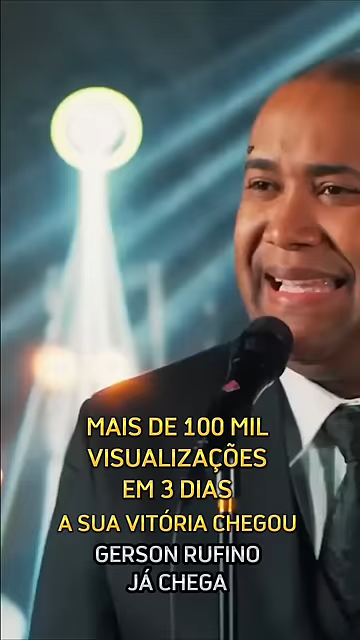 MAIS DE 100 MIL
VISUALIZAÇÕES
EM 3 DIAS
A SUA VITÓRIA CHEGOU
GERSON RUFINO
JÁ CHEGA